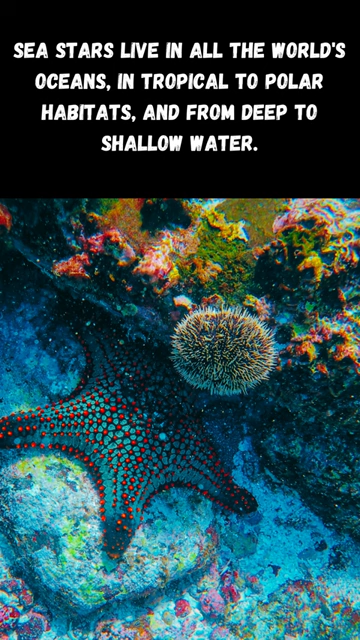 SEA STARS LIVE IN ALL THE WORLD'S
OCEANS, IN TROPICAL TO POLAR
HABITATS, AND FROM DEEP TO
SHALLOW WATER.